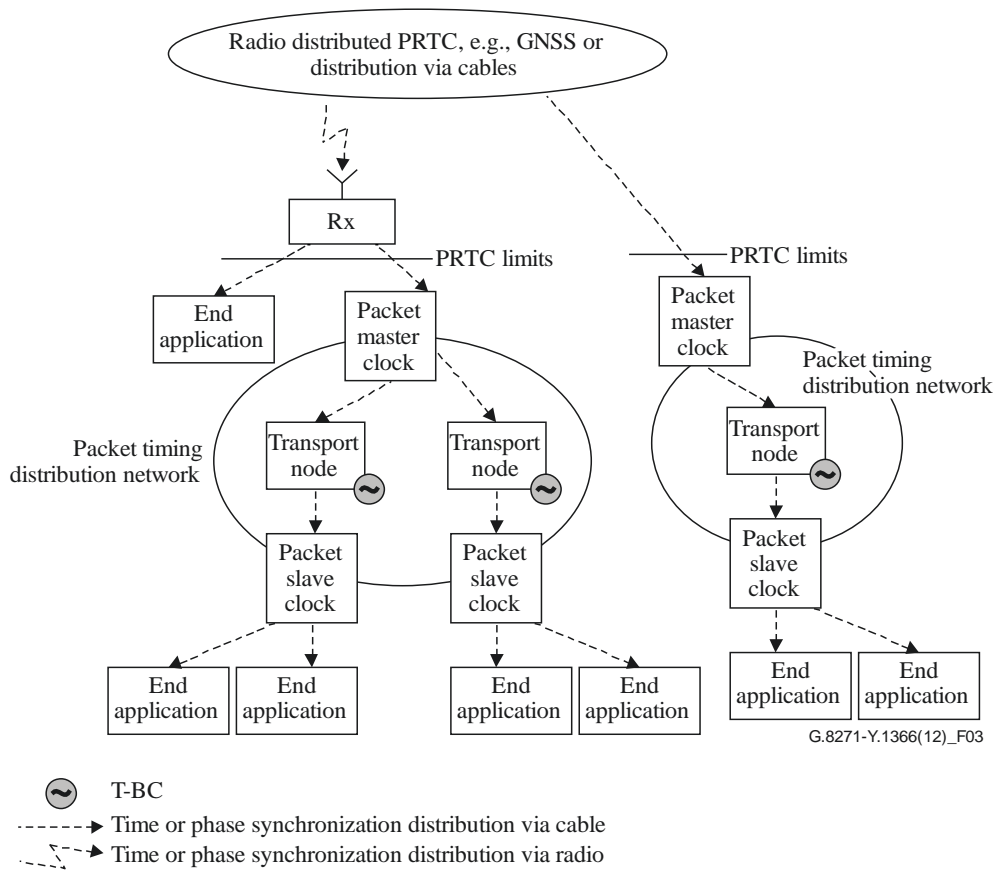 Radio distributed PRTC, e.g., GNSS or
distribution via cables
Rx
PRTC limits
PRTC limits
End
application
Packet
master
clock
Packet
master
clock
Packet timing
distribution network
Transport
node
Transport
node
Packet timing
distribution network
Transport
node
Packet
slave
clock
Packet
slave
clock
Packet
slave
clock
End
application
End
application
End
application
End
application
End
application
End
application
G.8271-Y.1366(12)_F03
T-BC
Time or phase synchronization distribution via cable
Time or phase synchronization distribution via radio